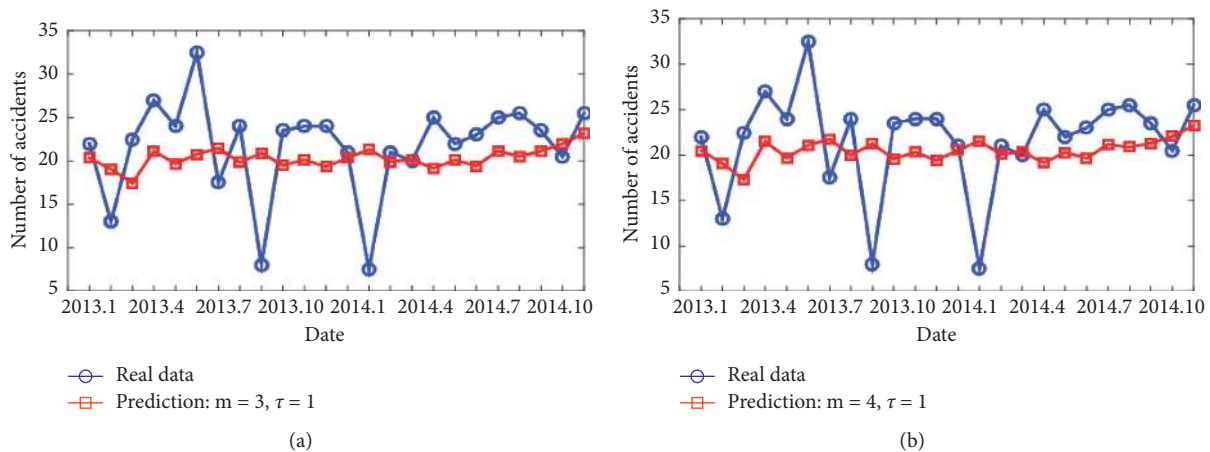 35
30
25
20
15
10
5
Number of accidents
2013.1 2013.4 2013.7 2013.10 2014.1 2014.4 2014.7 2014.10
Date
Real data
Prediction: m = 3, τ = 1
(a)
35
30
25
20
15
10
5
Number of accidents
2013.1 2013.4 2013.7 2013.10 2014.1 2014.4 2014.7 2014.10
Date
Real data
Prediction: m = 4, τ = 1
(b)